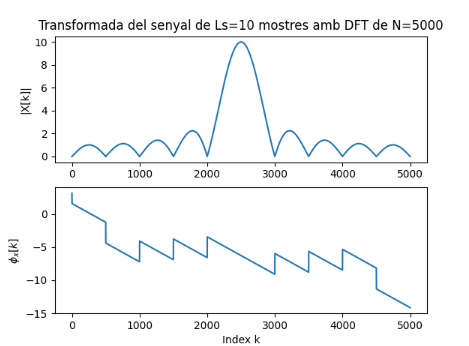 Transformada del senyal de Ls=10 mostres amb DFT de N=5000
10
8
6
4
2
0
|X[k]|
0 1000 2000 3000 4000 5000
0
−5
−10
−15
ϕx[k]
0 1000 2000 3000 4000 5000
Index k